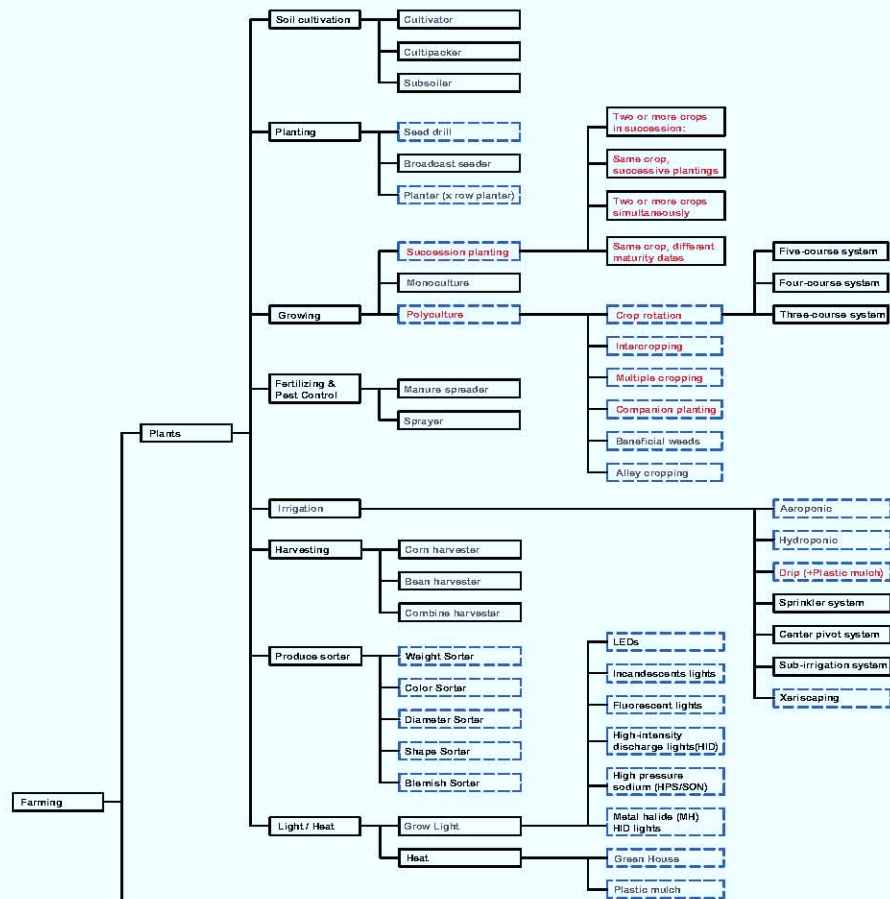 Soil cultivation
Cultivator
Cultipacker
Subsoiler
Planting
Seed drill
Broadcast seeder
Planter (x row planter)
Two or more crops
in succession:
Same crop,
successive plantings
Two or more crops
simultaneously
Same crop, different
maturity dates
Succession planting
Monoculture
Growing
Polyculture
Crop rotation
Five-course system
Four-course system
Three-course system
Intercropping
Multiple cropping
Companion planting
Beneficial weeds
Alley cropping
Fertilizing &
Pest Control
Manure spreader
Sprayer
Plants
Irrigation
Aeroponic
Hydroponic
Drip (+Plastic mulch)
Sprinkler system
Center pivot system
Sub-irrigation system
Xeriscaping
Harvesting
Corn harvester
Bean harvester
Combine harvester
Produce sorter
Weight Sorter
Color Sorter
Diameter Sorter
Shape Sorter
Blemish Sorter
LEDs
Incandescents lights
Fluorescent lights
High-intensity
discharge lights(HID)
High pressure
sodium (HPS/SON)
Metal halide (MH)
HID lights
Farming
Light / Heat
Grow Light
Heat
Green House
Plastic mulch